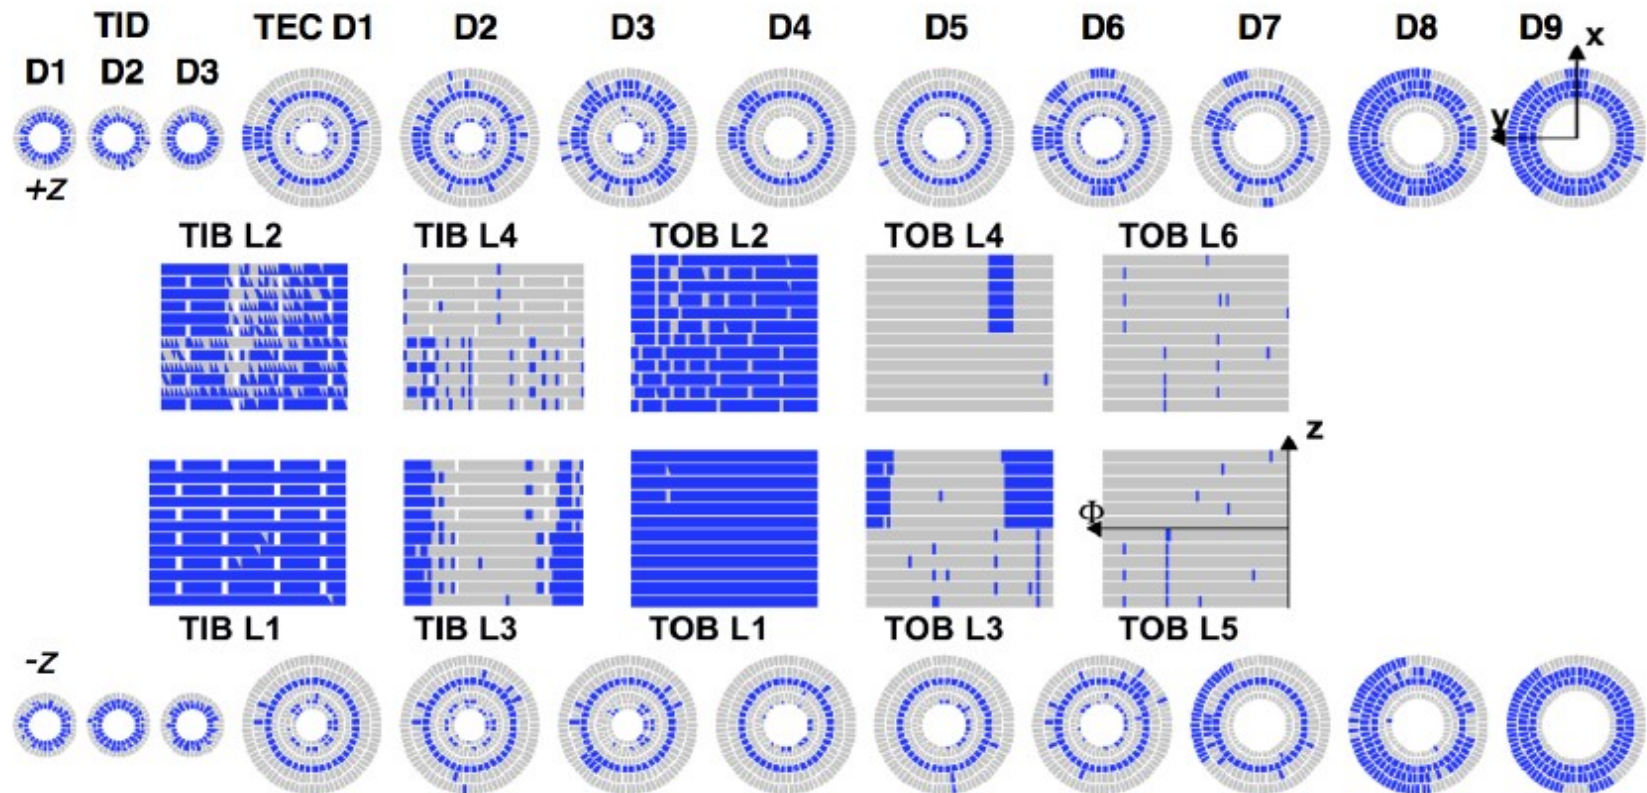 TID TEC D1 D2 D3 D4 D5 D6 D7 D8 D9 x
D1 D2 D3
y
+z
TIB L2 TIB L4 TOB L2 TOB L4 TOB L6
z
Φ
TIB L1 TIB L3 TOB L1 TOB L3 TOB L5
-z